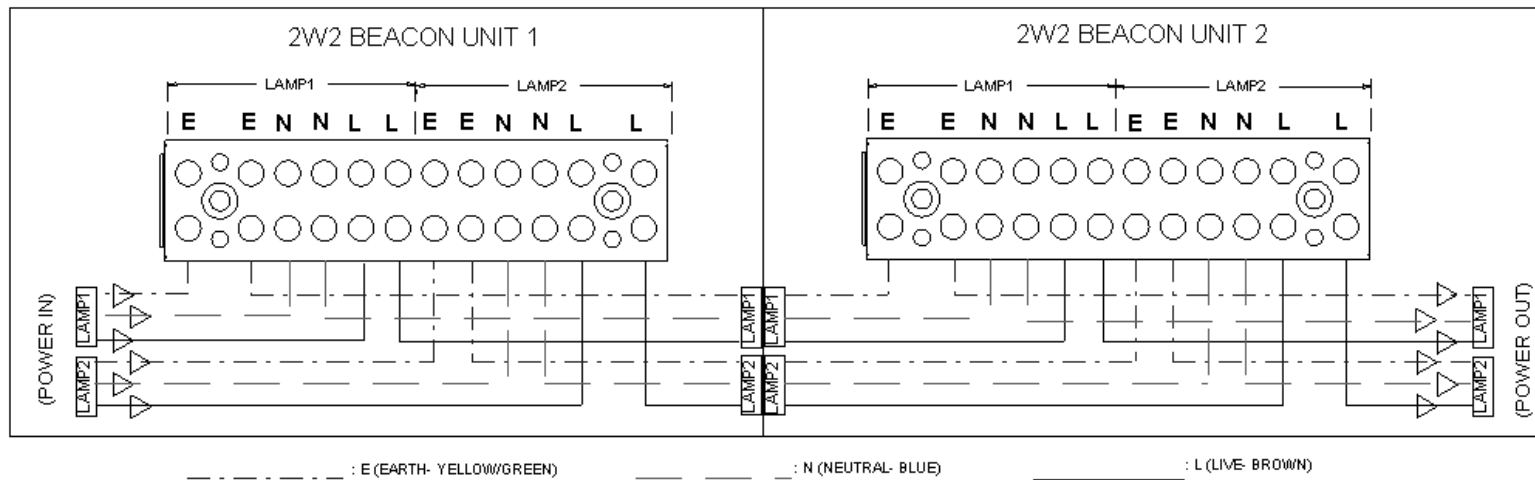 2W2 BEACON UNIT 1
LAMP1 LAMP2
E E N N L L E E N N L L
(POWER IN)
LAMP1
LAMP2
LAMP1
LAMP2
2W2 BEACON UNIT 2
LAMP1 LAMP2
E E N N L L E E N N L L
LAMP1
LAMP2
LAMP1
LAMP2
(POWER OUT)
: E (EARTH- YELLOW/GREEN)
: N (NEUTRAL- BLUE)
: L (LIVE- BROWN)